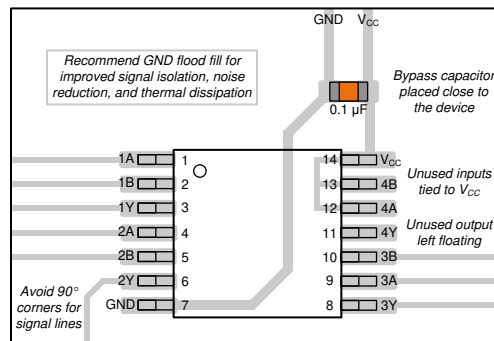 GND VCC
Recommend GND flood fill for
improved signal isolation, noise
reduction, and thermal dissipation
Bypass capacitor
placed close to
the device
0.1 µF
1A 1 14 VCC
Unused inputs
tied to VCC
1B 2 13 4B
1Y 3 12 4A
2A 4 11 4Y
Unused output
left floating
2B 5 10 3B
2Y 6 9 3A
Avoid 90°
corners for
signal lines
GND 7 8 3Y